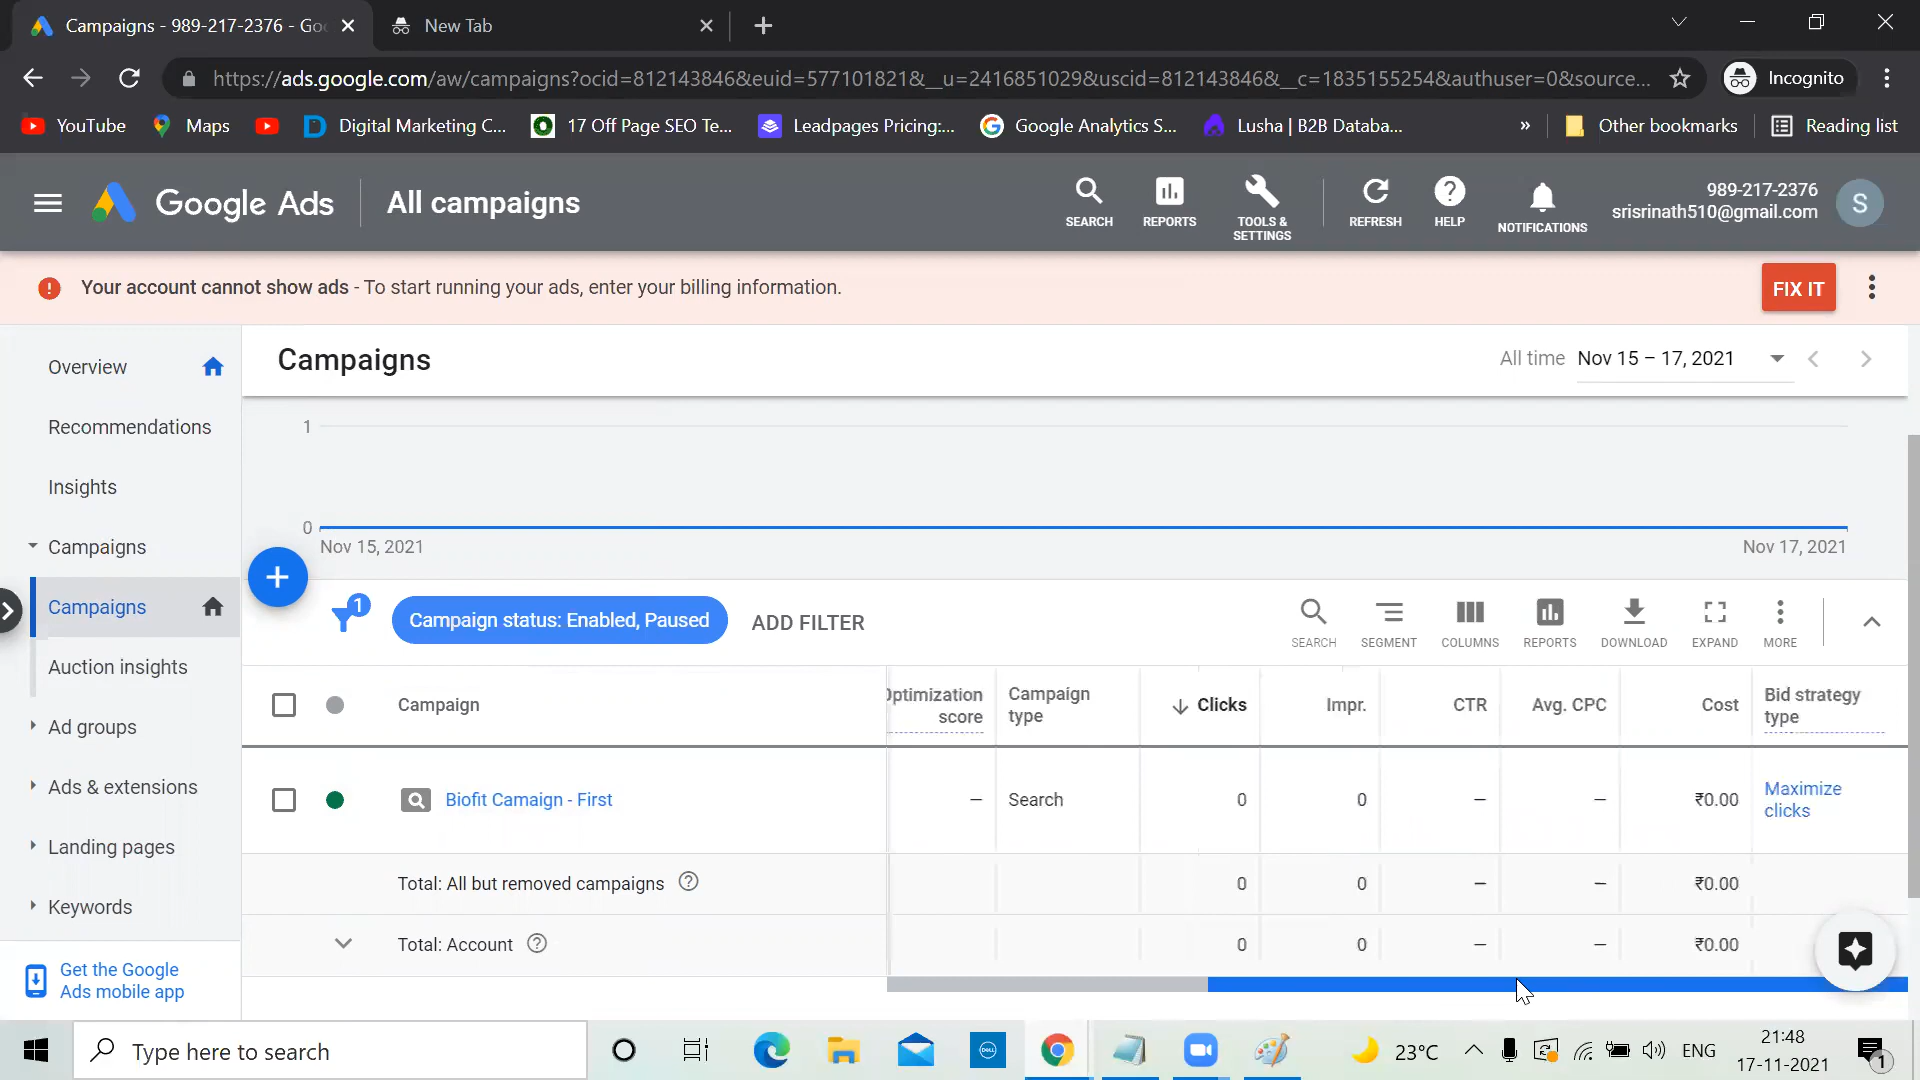 Campaigns - 989-217-2376 - Go
New Tab
https://ads.google.com/aw/campaigns?ocid=812143846&euid=577101821&__u=2416851029&uscid=812143846&__c=1835155254&authuser=0&source...
Incognito
YouTube
Maps
Digital Marketing C...
17 Off Page SEO Te...
Leadpages Pricing:...
Google Analytics S...
Lusha | B2B Databa...
»
Other bookmarks
Reading list
Google Ads
All campaigns
SEARCH
REPORTS
TOOLS & SETTINGS
REFRESH
HELP
NOTIFICATIONS
989-217-2376
srisrinath510@gmail.com
S
Your account cannot show ads - To start running your ads, enter your billing information.
FIX IT
Overview
Recommendations
Insights
Campaigns
Campaigns
Auction insights
Ad groups
Ads & extensions
Landing pages
Keywords
Get the Google
Ads mobile app
Campaigns
All time Nov 15 – 17, 2021
1
0
Nov 15, 2021
Nov 17, 2021
1
Campaign status: Enabled, Paused
ADD FILTER
SEARCH
SEGMENT
COLUMNS
REPORTS
DOWNLOAD
EXPAND
MORE
Campaign
Optimization score
Campaign type
Clicks
Impr.
CTR
Avg. CPC
Cost
Bid strategy type
Biofit Camaign - First
–
Search
0
0
–
–
₹0.00
Maximize clicks
Total: All but removed campaigns
0
0
–
–
₹0.00
Total: Account
0
0
–
–
₹0.00
Type here to search
DELL
23°C
ENG
21:48
17-11-2021
1